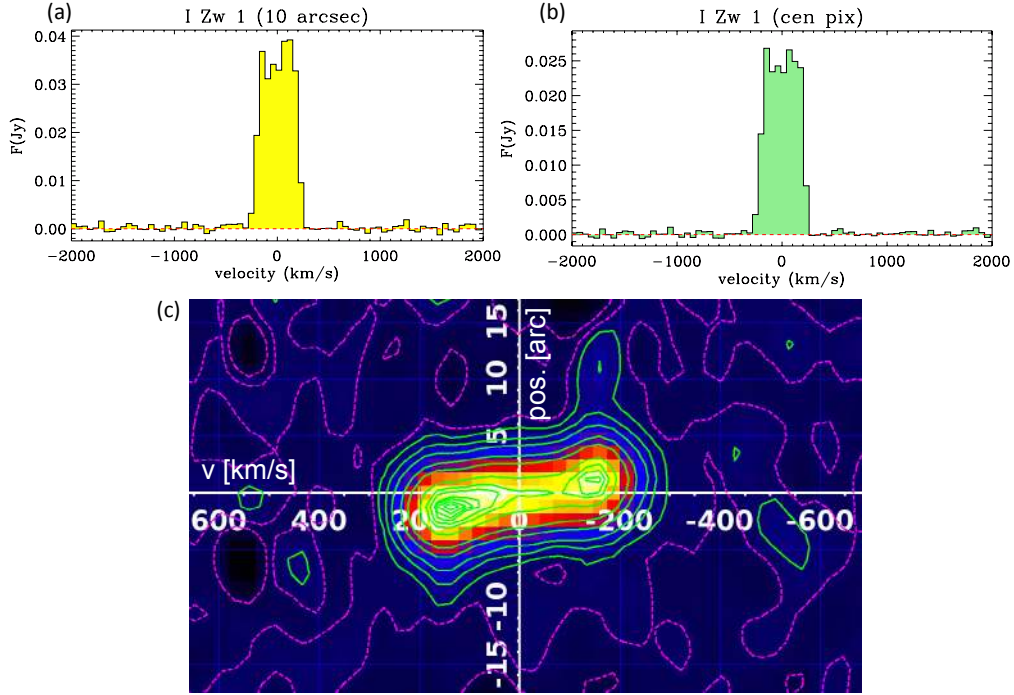 (a)
I Zw 1 (10 arcsec)
0.04
0.03
0.02
0.01
0.00
F(Jy)
−2000 −1000 0 1000 2000
velocity (km/s)
(b)
I Zw 1 (cen pix)
0.025
0.020
0.015
0.010
0.005
0.000
F(Jy)
−2000 −1000 0 1000 2000
velocity (km/s)
(c)
15
10
5
pos. [arc]
v [km/s]
600 400 200 0 -200 -400 -600
-10
-15